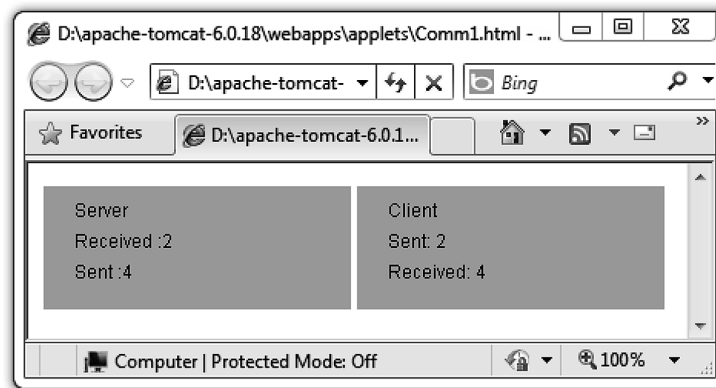 D:\apache-tomcat-6.0.18\webapps\applets\Comm1.html - ...
D:\apache-tomcat-
Bing
Favorites
D:\apache-tomcat-6.0.1...
Server
Received :2
Sent :4
Client
Sent: 2
Received: 4
Computer | Protected Mode: Off
100%